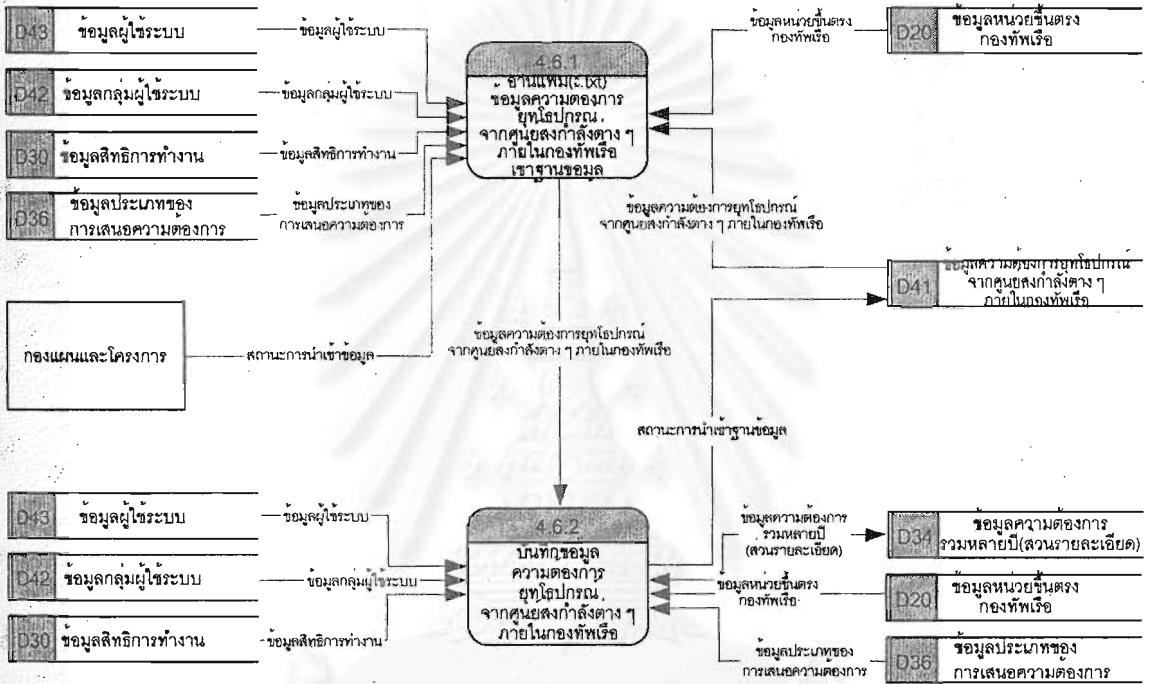 D43 ข้อมูลผู้ใช้ระบบ
ข้อมูลผู้ใช้ระบบ
D42 ข้อมูลกลุ่มผู้ใช้ระบบ
ข้อมูลกลุ่มผู้ใช้ระบบ
D30 ข้อมูลสิทธิการทำงาน
ข้อมูลสิทธิการทำงาน
D36 ข้อมูลประเภทของ
การเสนอความต้องการ
ข้อมูลประเภทของ
การเสนอความต้องการ
กองแผนและโครงการ
สถานะการนำเข้าข้อมูล
4.6.1
อ่านแฟ้ม(z.txt)
ข้อมูลความต้องการ
ยุทโธปกรณ์
จากศูนย์ส่งกำลังต่าง ๆ
ภายในกองทัพเรือ
เข้าฐานข้อมูล
ข้อมูลหน่วยขึ้นตรง
กองทัพเรือ
D20 ข้อมูลหน่วยขึ้นตรง
กองทัพเรือ
ข้อมูลความต้องการยุทโธปกรณ์
จากศูนย์ส่งกำลังต่าง ๆ ภายในกองทัพเรือ
D41 ข้อมูลความต้องการยุทโธปกรณ์
จากศูนย์ส่งกำลังต่าง ๆ
ภายในกองทัพเรือ
ข้อมูลความต้องการยุทโธปกรณ์
จากศูนย์ส่งกำลังต่าง ๆ ภายในกองทัพเรือ
สถานะการนำเข้าฐานข้อมูล
D43 ข้อมูลผู้ใช้ระบบ
ข้อมูลผู้ใช้ระบบ
D42 ข้อมูลกลุ่มผู้ใช้ระบบ
ข้อมูลกลุ่มผู้ใช้ระบบ
D30 ข้อมูลสิทธิการทำงาน
ข้อมูลสิทธิการทำงาน
4.6.2
บันทึกข้อมูล
ความต้องการ
ยุทโธปกรณ์
จากศูนย์ส่งกำลังต่าง ๆ
ภายในกองทัพเรือ
ข้อมูลความต้องการ
รวมหลายปี
(ส่วนรายละเอียด)
D34 ข้อมูลความต้องการ
รวมหลายปี(ส่วนรายละเอียด)
ข้อมูลหน่วยขึ้นตรง
กองทัพเรือ
D20 ข้อมูลหน่วยขึ้นตรง
กองทัพเรือ
ข้อมูลประเภทของ
การเสนอความต้องการ
D36 ข้อมูลประเภทของ
การเสนอความต้องการ